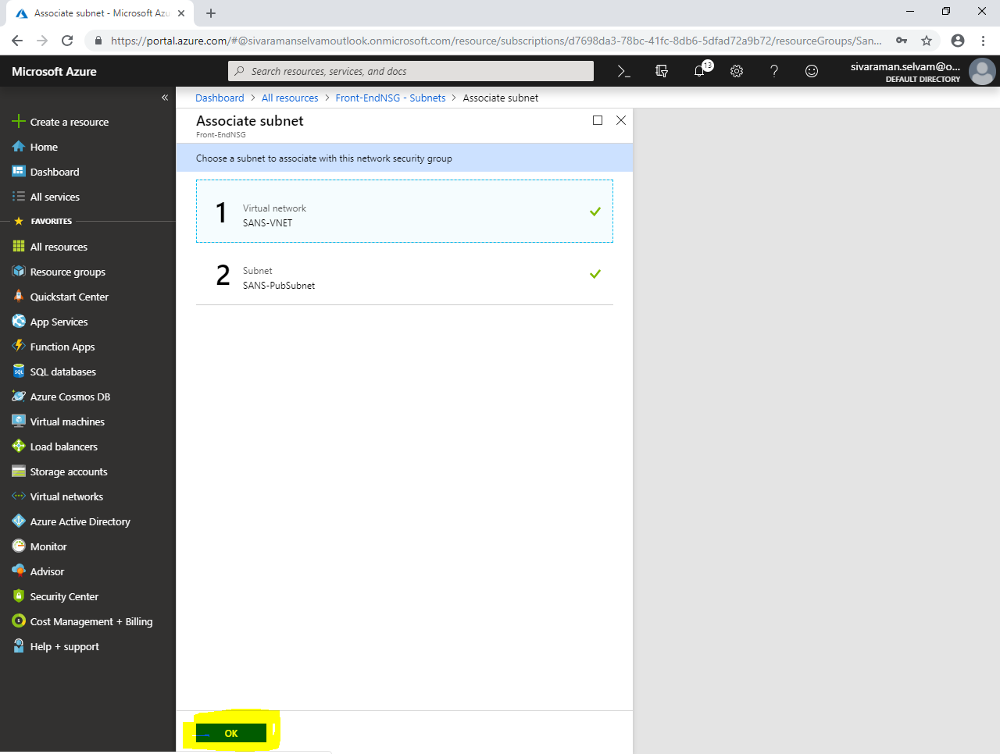 Associate subnet - Microsoft Azu
https://portal.azure.com/#@sivaramanselvamoutlook.onmicrosoft.com/resource/subscriptions/d7698da3-78bc-41fc-8db6-5dfad72a9b72/resourceGroups/San...
Microsoft Azure
Search resources, services, and docs
13
sivaraman.selvam@o...
DEFAULT DIRECTORY
Dashboard > All resources > Front-EndNSG - Subnets > Associate subnet
Create a resource
Home
Dashboard
All services
FAVORITES
All resources
Resource groups
Quickstart Center
App Services
Function Apps
SQL
SQL databases
Azure Cosmos DB
Virtual machines
Load balancers
Storage accounts
Virtual networks
Azure Active Directory
Monitor
Advisor
Security Center
Cost Management + Billing
Help + support
Associate subnet
Front-EndNSG
Choose a subnet to associate with this network security group
1
Virtual network
SANS-VNET
2
Subnet
SANS-PubSubnet
OK